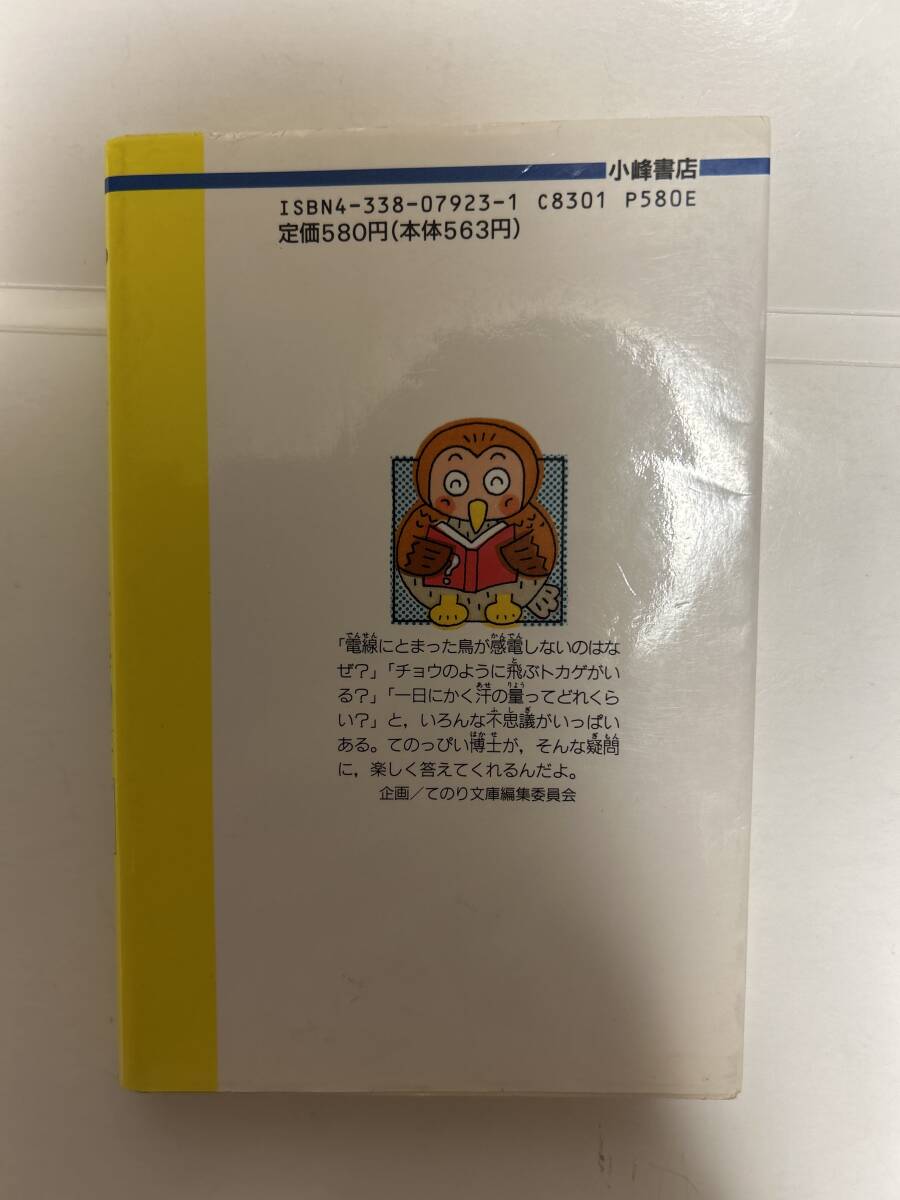 小峰書店
ISBN4-338-07923-1 C8301 P580E
定価580円(本体563円)
?
「電線にとまった鳥が感電しないのはな
ぜ?」「チョウのように飛ぶトカゲがい
る?」「一日にかく汗の量ってどれくら
い?」と,いろんな不思議がいっぱい
ある。てのっぴい博士が,そんな疑問
に,楽しく答えてくれるんだよ。
企画/てのり文庫編集委員会